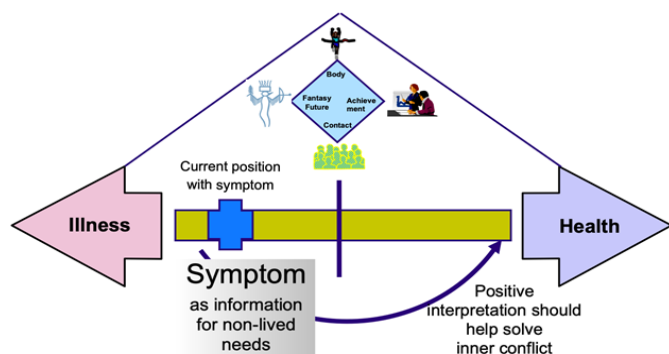 Body
Fantasy
Future
Achieve
ment
Contact
Current position
with symptom
Illness
Health
Symptom
as information
for non-lived
needs
Positive
interpretation should
help solve
inner conflict